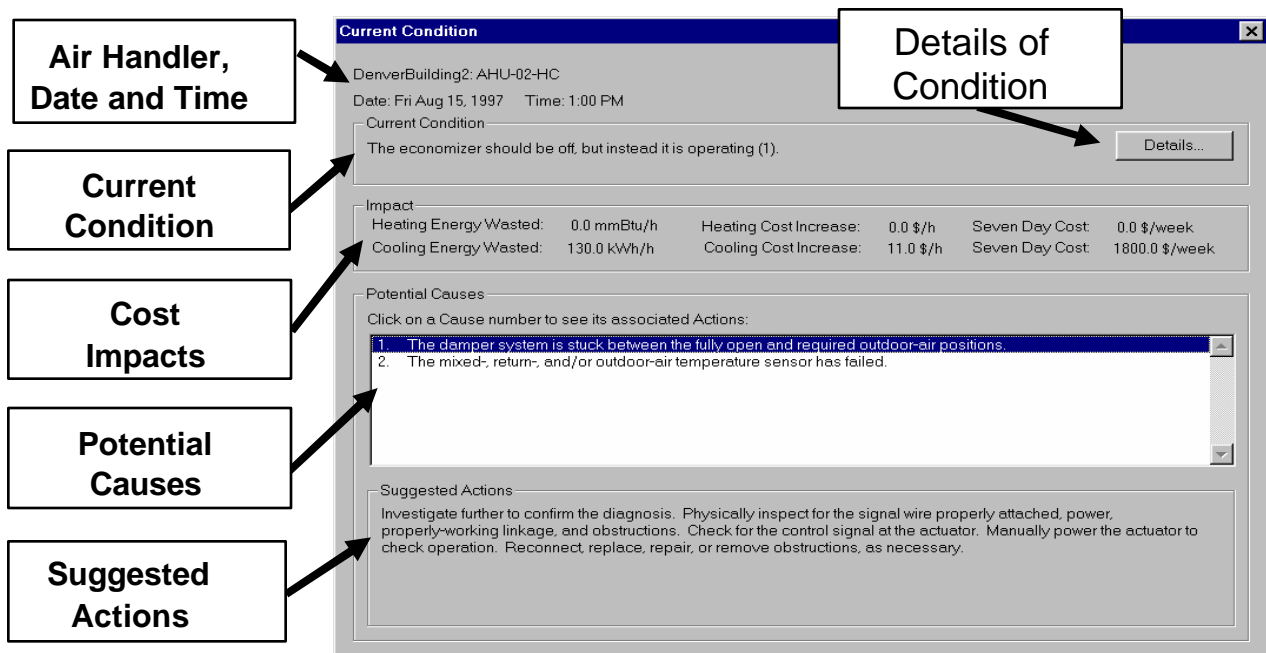 Air Handler,
Date and Time
Current
Condition
Cost
Impacts
Potential
Causes
Suggested
Actions
Details of
Condition
Current Condition
DenverBuilding2: AHU-02-HC
Date: Fri Aug 15, 1997 Time: 1:00 PM
Current Condition
The economizer should be off, but instead it is operating (1).
Details...
Impact
Heating Energy Wasted: 0.0 mmBtu/h Heating Cost Increase: 0.0 $/h Seven Day Cost: 0.0 $/week
Cooling Energy Wasted: 130.0 kWh/h Cooling Cost Increase: 11.0 $/h Seven Day Cost: 1800.0 $/week
Potential Causes
Click on a Cause number to see its associated Actions:
1. The damper system is stuck between the fully open and required outdoor-air positions.
2. The mixed-, return-, and/or outdoor-air temperature sensor has failed.
Suggested Actions
Investigate further to confirm the diagnosis. Physically inspect for the signal wire properly attached, power,
properly-working linkage, and obstructions. Check for the control signal at the actuator. Manually power the actuator to
check operation. Reconnect, replace, repair, or remove obstructions, as necessary.